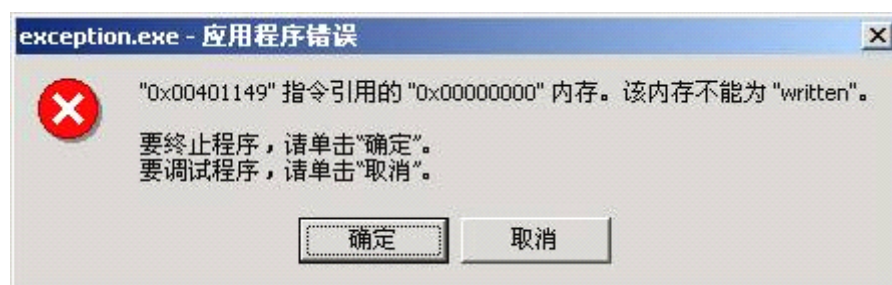 exception.exe - 应用程序错误
"0x00401149" 指令引用的 "0x00000000" 内存。该内存不能为 "written"。
要终止程序，请单击“确定”。
要调试程序，请单击“取消”。
确定
取消